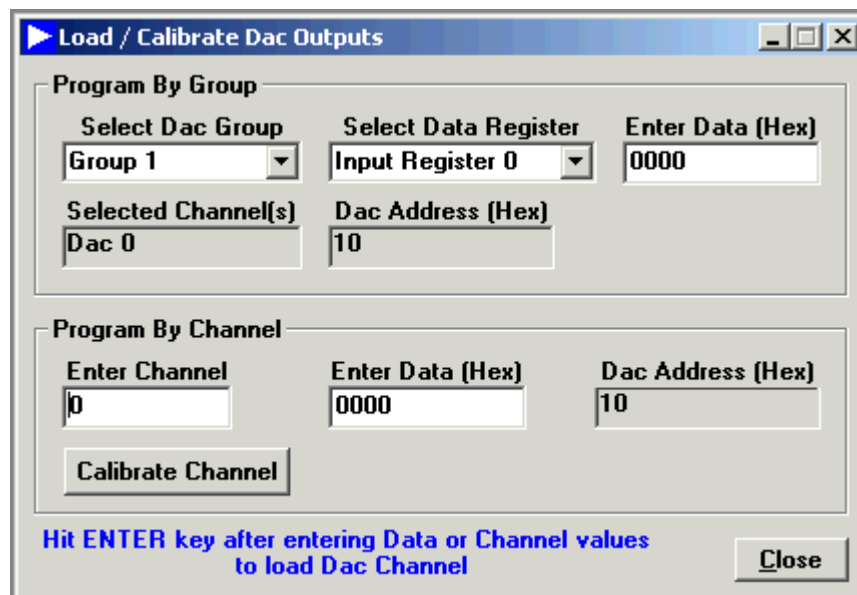 Load / Calibrate Dac Outputs
Program By Group
Select Dac Group Select Data Register Enter Data (Hex)
Group 1 Input Register 0 0000
Selected Channel(s) Dac Address (Hex)
Dac 0 10
Program By Channel
Enter Channel Enter Data (Hex) Dac Address (Hex)
0 0000 10
Calibrate Channel
Hit ENTER key after entering Data or Channel values
to load Dac Channel
Close